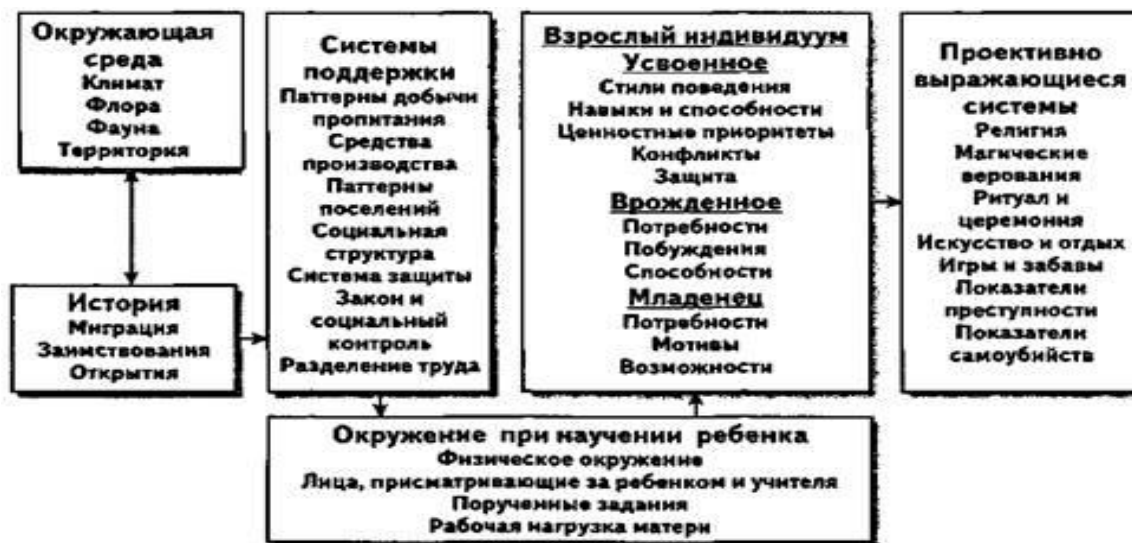 Окружающая
среда
Климат
Флора
Фауна
Территория
История
Миграция
Заимствования
Открытия
Системы
поддержки
Паттерны добычи
пропитания
Средства
производства
Паттерны
поселений
Социальная
структура
Система защиты
Закон и
социальный
контроль
Разделение труда
Окружение при научении ребенка
Физическое окружение
Лица, присматривающие за ребенком и учителя
Порученные задания
Рабочая нагрузка матери
Взрослый индивидуум
Усвоенное
Стили поведения
Навыки и способности
Ценностные приоритеты
Конфликты
Защита
Врожденное
Потребности
Побуждения
Способности
Младенец
Потребности
Мотивы
Возможности
Проективно
выражающиеся
системы
Религия
Магические
верования
Ритуал и
церемония
Искусство и отдых
Игры и забавы
Показатели
преступности
Показатели
самоубийств